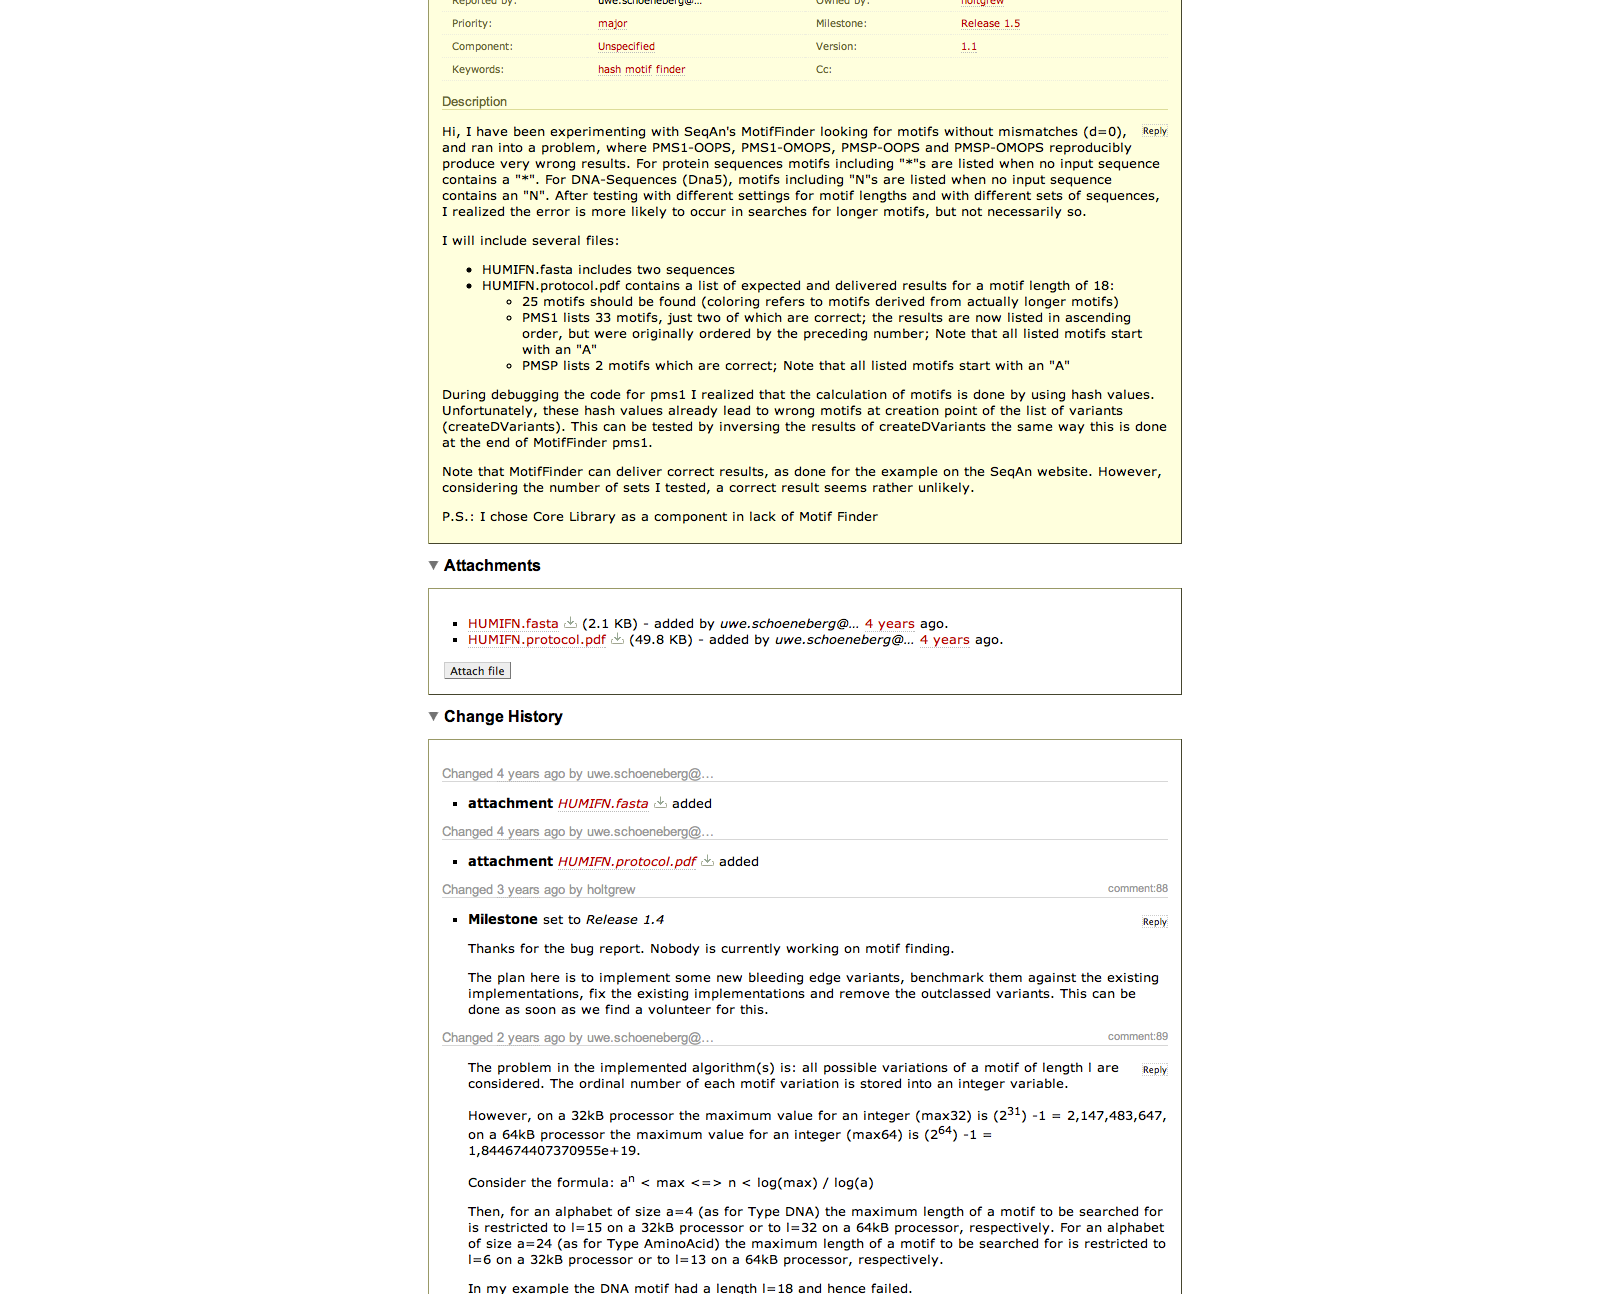 Reported by: uwe.schoeneberg@... Owned by: holtgrew
Priority: major Milestone: Release 1.5
Component: Unspecified Version: 1.1
Keywords: hash motif finder Cc:
Description
Hi, I have been experimenting with SeqAn's MotifFinder looking for motifs without mismatches (d=0), Reply
and ran into a problem, where PMS1-OOPS, PMS1-OMOPS, PMSP-OOPS and PMSP-OMOPS reproducibly
produce very wrong results. For protein sequences motifs including "*"s are listed when no input sequence
contains a "*". For DNA-Sequences (Dna5), motifs including "N"s are listed when no input sequence
contains an "N". After testing with different settings for motif lengths and with different sets of sequences,
I realized the error is more likely to occur in searches for longer motifs, but not necessarily so.
I will include several files:
• HUMIFN.fasta includes two sequences
• HUMIFN.protocol.pdf contains a list of expected and delivered results for a motif length of 18:
◦ 25 motifs should be found (coloring refers to motifs derived from actually longer motifs)
◦ PMS1 lists 33 motifs, just two of which are correct; the results are now listed in ascending
order, but were originally ordered by the preceding number; Note that all listed motifs start
with an "A"
◦ PMSP lists 2 motifs which are correct; Note that all listed motifs start with an "A"
During debugging the code for pms1 I realized that the calculation of motifs is done by using hash values.
Unfortunately, these hash values already lead to wrong motifs at creation point of the list of variants
(createDVariants). This can be tested by inversing the results of createDVariants the same way this is done
at the end of MotifFinder pms1.
Note that MotifFinder can deliver correct results, as done for the example on the SeqAn website. However,
considering the number of sets I tested, a correct result seems rather unlikely.
P.S.: I chose Core Library as a component in lack of Motif Finder
▼ Attachments
▪ HUMIFN.fasta (2.1 KB) - added by uwe.schoeneberg@... 4 years ago.
▪ HUMIFN.protocol.pdf (49.8 KB) - added by uwe.schoeneberg@... 4 years ago.
Attach file
▼ Change History
Changed 4 years ago by uwe.schoeneberg@...
▪ attachment HUMIFN.fasta added
Changed 4 years ago by uwe.schoeneberg@...
▪ attachment HUMIFN.protocol.pdf added
Changed 3 years ago by holtgrew comment:88
▪ Milestone set to Release 1.4 Reply
Thanks for the bug report. Nobody is currently working on motif finding.
The plan here is to implement some new bleeding edge variants, benchmark them against the existing
implementations, fix the existing implementations and remove the outclassed variants. This can be
done as soon as we find a volunteer for this.
Changed 2 years ago by uwe.schoeneberg@... comment:89
The problem in the implemented algorithm(s) is: all possible variations of a motif of length l are Reply
considered. The ordinal number of each motif variation is stored into an integer variable.
However, on a 32kB processor the maximum value for an integer (max32) is (2^31) -1 = 2,147,483,647,
on a 64kB processor the maximum value for an integer (max64) is (2^64) -1 =
1,844674407370955e+19.
Consider the formula: a^n < max <=> n < log(max) / log(a)
Then, for an alphabet of size a=4 (as for Type DNA) the maximum length of a motif to be searched for
is restricted to l=15 on a 32kB processor or to l=32 on a 64kB processor, respectively. For an alphabet
of size a=24 (as for Type AminoAcid) the maximum length of a motif to be searched for is restricted to
l=6 on a 32kB processor or to l=13 on a 64kB processor, respectively.
In my example the DNA motif had a length l=18 and hence failed.